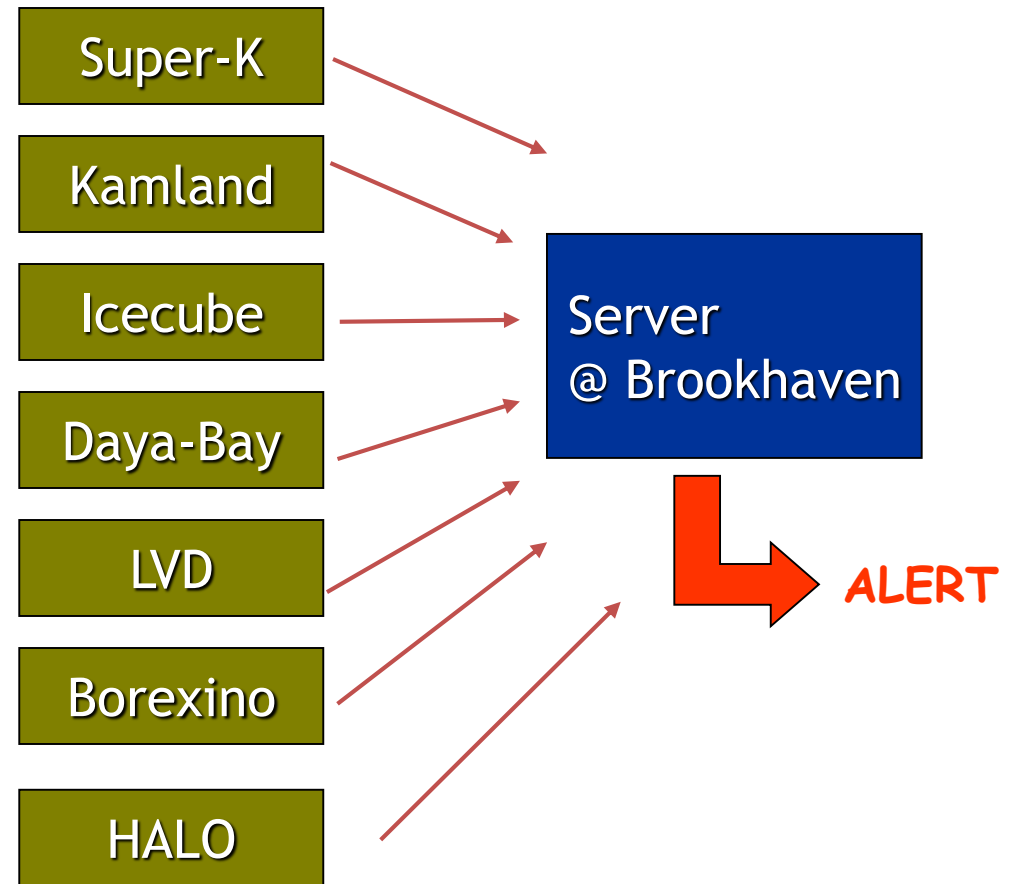 Super-K
Kamland
Icecube
Daya-Bay
LVD
Borexino
HALO
Server
@ Brookhaven
ALERT